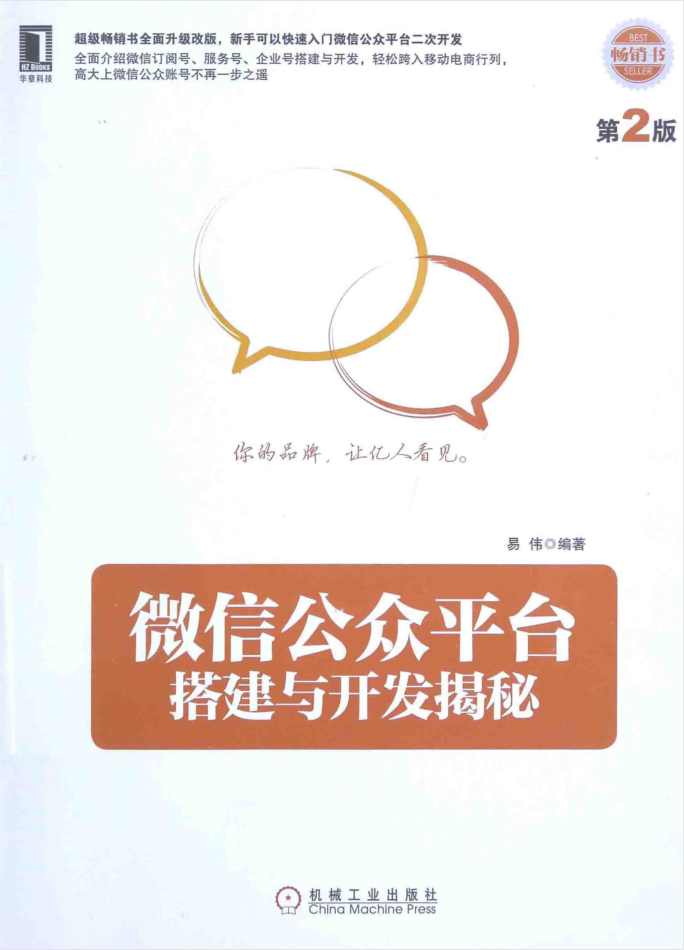 超级畅销书全面升级改版，新手可以快速入门微信公众平台二次开发
全面介绍微信订阅号、服务号、企业号搭建与开发，轻松跨入移动电商行列，
高大上微信公众账号不再一步之遥
HZ Books
华章科技
BEST
畅销书
SELLER
第2版
你的品牌，让亿人看见。
易 伟◎编著
微信公众平台
搭建与开发揭秘
机械工业出版社
China Machine Press